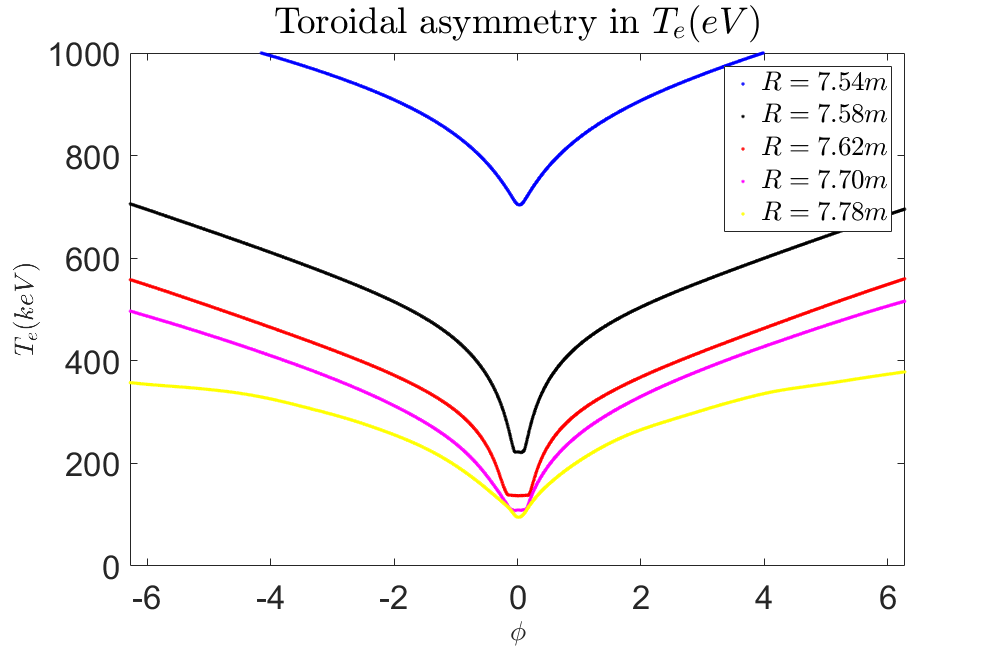 Toroidal asymmetry in T_e(eV)
1000
800
600
400
200
0
T_e(keV)
-6 -4 -2 0 2 4 6
ϕ
R = 7.54m
R = 7.58m
R = 7.62m
R = 7.70m
R = 7.78m